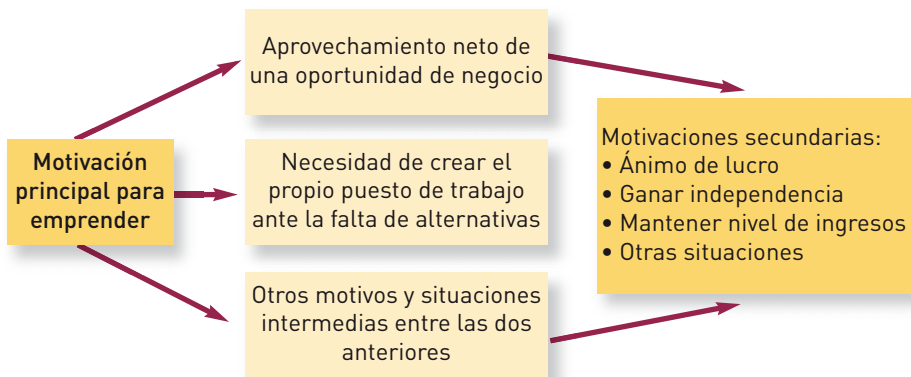 Motivación
principal para
emprender
Aprovechamiento neto de
una oportunidad de negocio
Necesidad de crear el
propio puesto de trabajo
ante la falta de alternativas
Otros motivos y situaciones
intermedias entre las dos
anteriores
Motivaciones secundarias:
• Ánimo de lucro
• Ganar independencia
• Mantener nivel de ingresos
• Otras situaciones